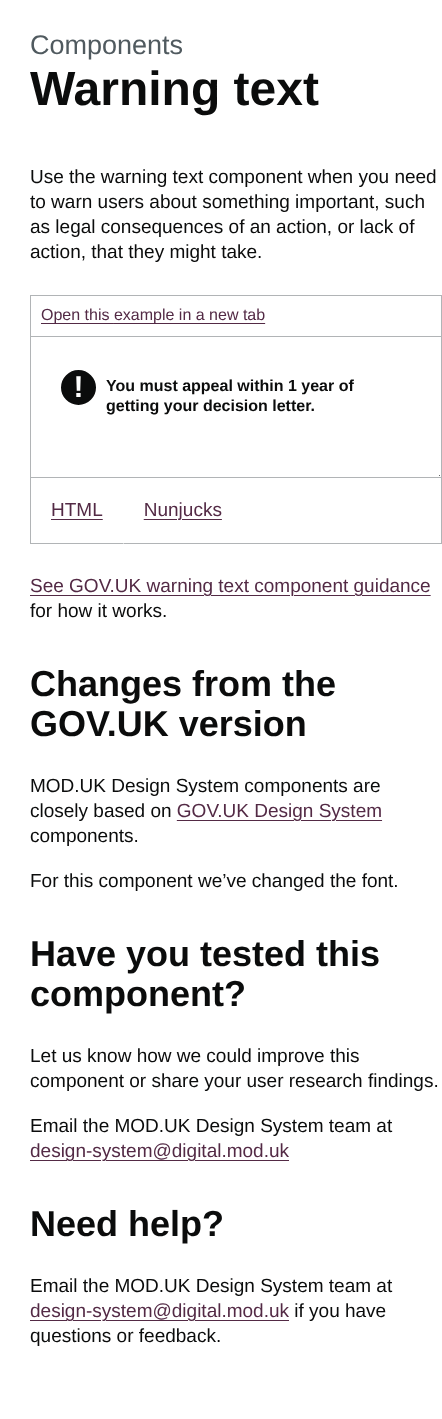 Components
Warning text
Use the warning text component when you need
to warn users about something important, such
as legal consequences of an action, or lack of
action, that they might take.
Open this example in a new tab
! You must appeal within 1 year of
getting your decision letter.
HTML Nunjucks
See GOV.UK warning text component guidance
for how it works.
Changes from the
GOV.UK version
MOD.UK Design System components are
closely based on GOV.UK Design System
components.
For this component we’ve changed the font.
Have you tested this
component?
Let us know how we could improve this
component or share your user research findings.
Email the MOD.UK Design System team at
design-system@digital.mod.uk
Need help?
Email the MOD.UK Design System team at
design-system@digital.mod.uk if you have
questions or feedback.